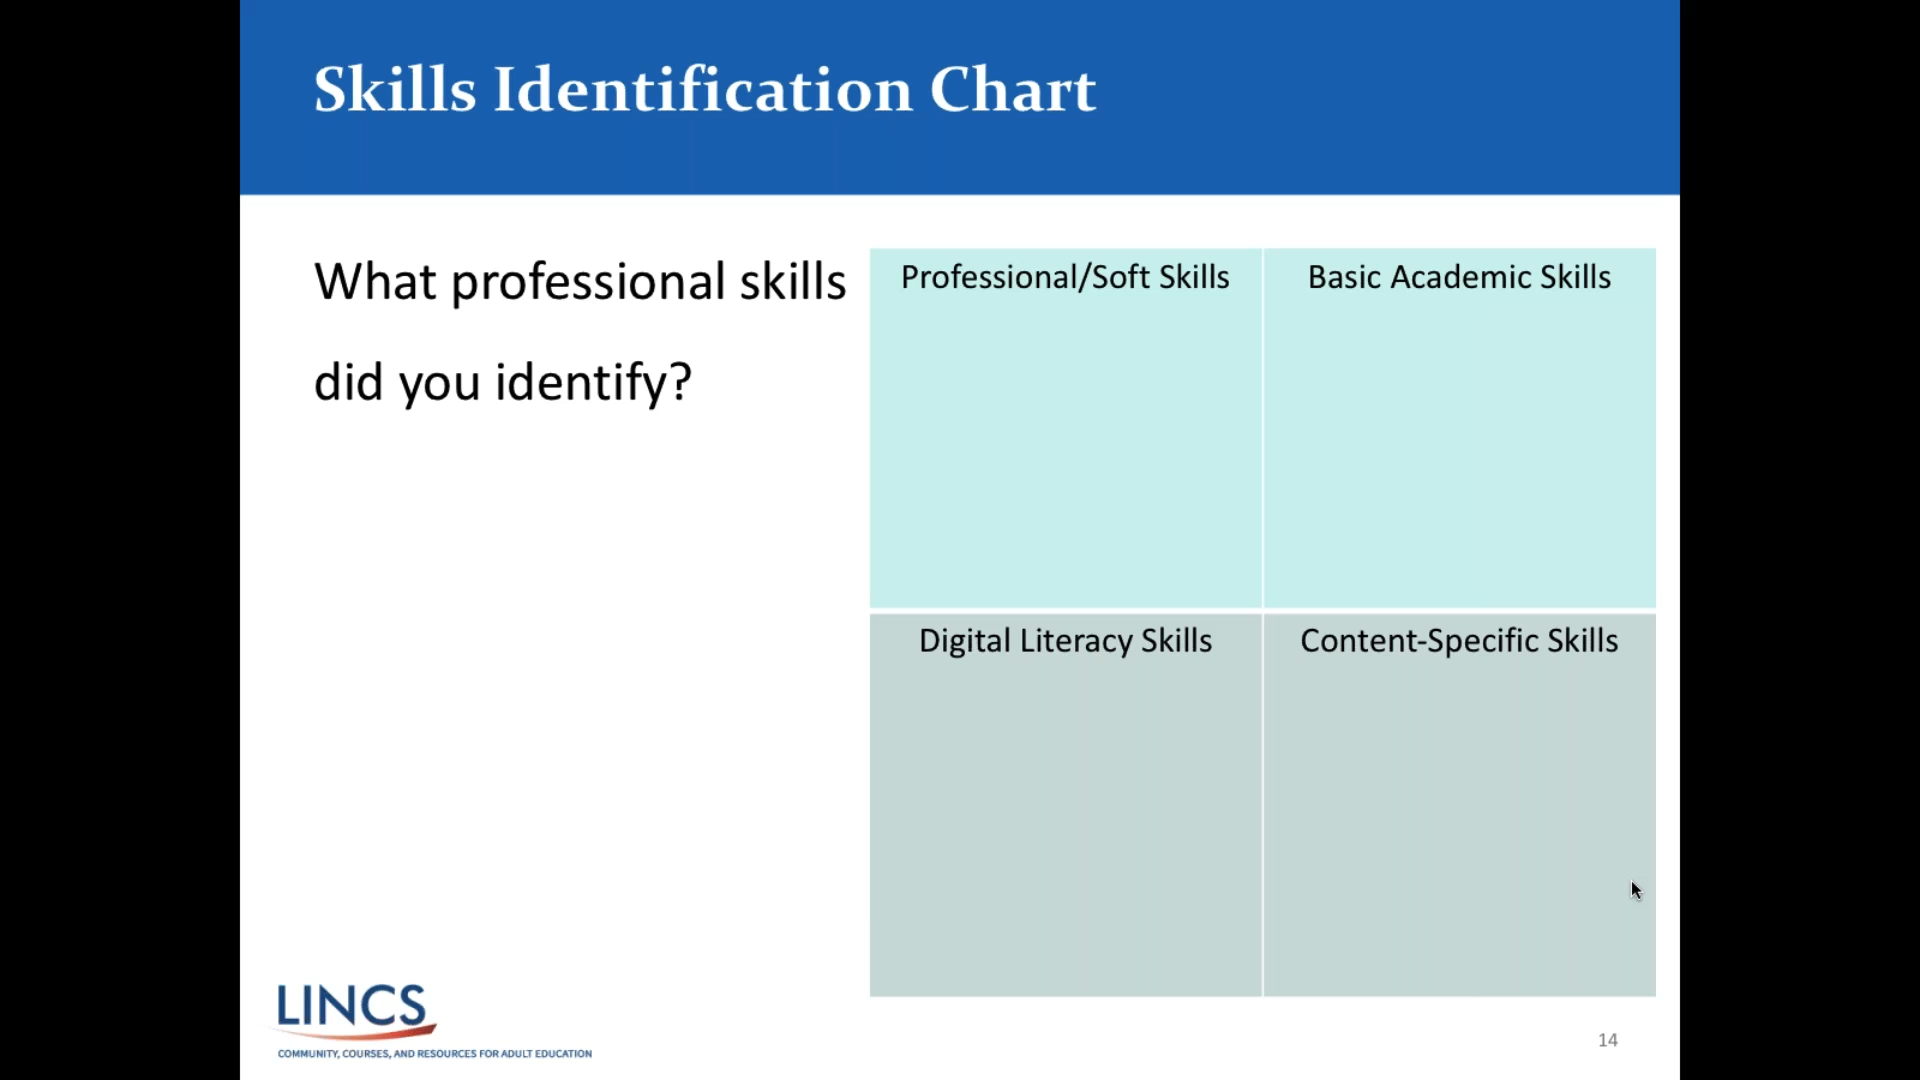 Skills Identification Chart
What professional skills
did you identify?
Professional/Soft Skills
Basic Academic Skills
Digital Literacy Skills
Content-Specific Skills
LINCS
COMMUNITY, COURSES, AND RESOURCES FOR ADULT EDUCATION
14